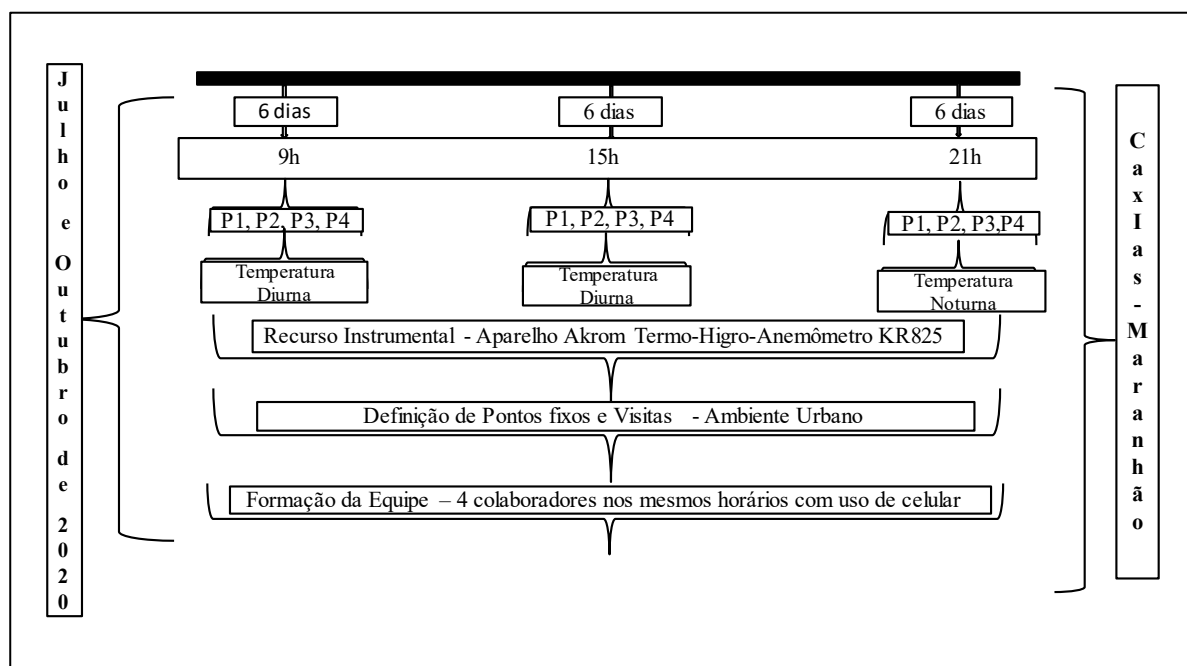 Julho e Outubro de 2020
6 dias
6 dias
6 dias
9h
15h
21h
P1, P2, P3, P4
P1, P2, P3, P4
P1, P2, P3,P4
Temperatura
Diurna
Temperatura
Diurna
Temperatura
Noturna
Recurso Instrumental - Aparelho Akrom Termo-Higro-Anemômetro KR825
Definição de Pontos fixos e Visitas - Ambiente Urbano
Formação da Equipe – 4 colaboradores nos mesmos horários com uso de celular
CaxIas-Maranhão